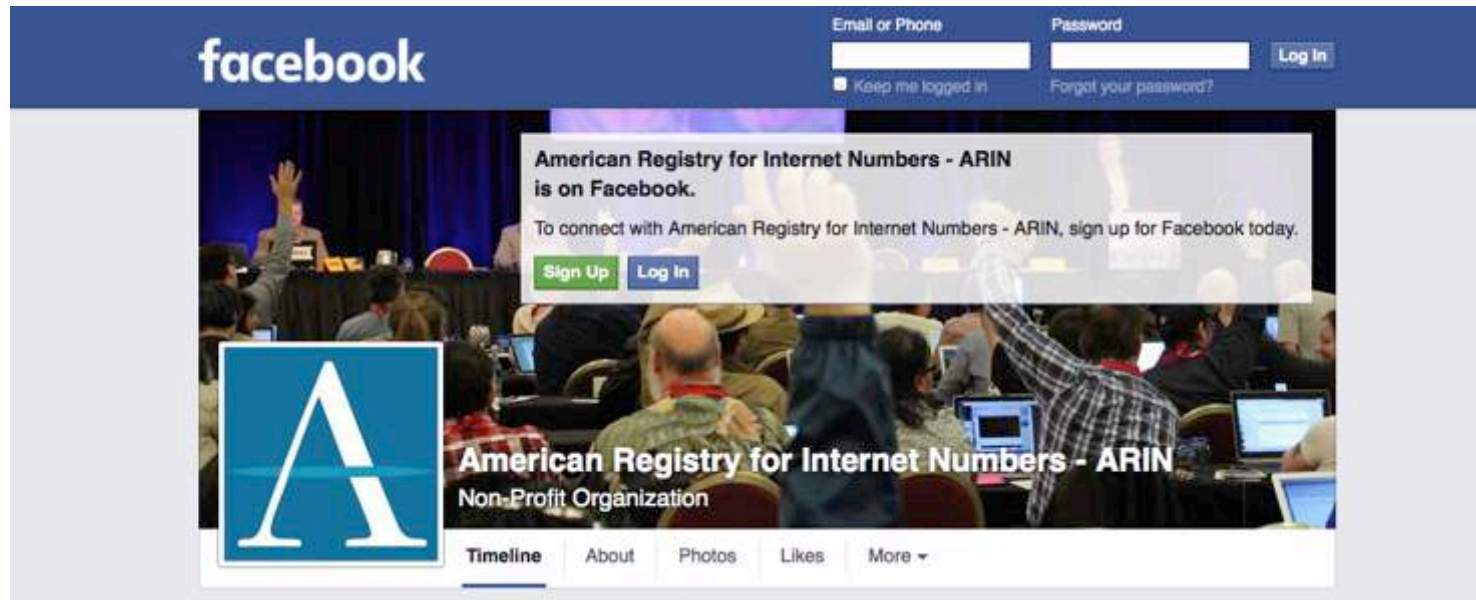 Email or Phone
Password
facebook
Log In
Keep me logged in
Forgot your password?
American Registry for Internet Numbers - ARIN
is on Facebook.
To connect with American Registry for Internet Numbers - ARIN, sign up for Facebook today.
Sign Up
Log In
A
American Registry for Internet Numbers - ARIN
Non-Profit Organization
Timeline
About
Photos
Likes
More